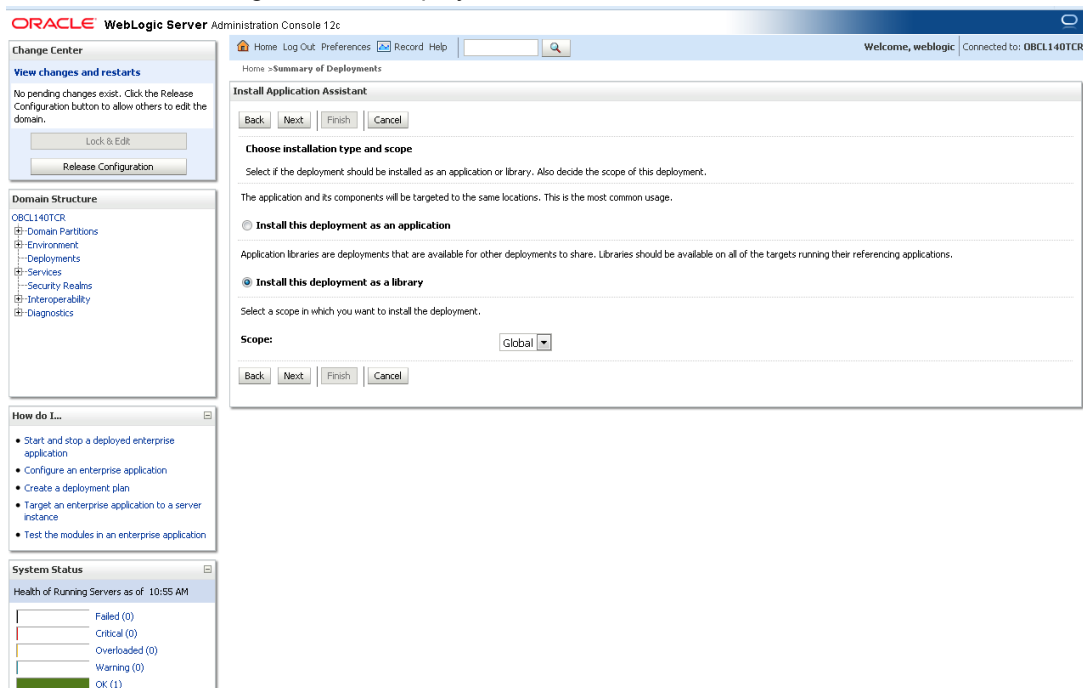 ORACLE WebLogic Server Administration Console 12c
Change Center
View changes and restarts
No pending changes exist. Click the Release
Configuration button to allow others to edit the
domain.
Lock & Edit
Release Configuration
Domain Structure
OBCL140TCR
Domain Partitions
Environment
Deployments
Services
Security Realms
Interoperability
Diagnostics
How do I...
Start and stop a deployed enterprise
application
Configure an enterprise application
Create a deployment plan
Target an enterprise application to a server
instance
Test the modules in an enterprise application
System Status
Health of Running Servers as of 10:55 AM
Failed (0)
Critical (0)
Overloaded (0)
Warning (0)
OK (1)
Home Log Out Preferences Record Help
Welcome, weblogic Connected to: OBCL140TCR
Home >Summary of Deployments
Install Application Assistant
Back Next Finish Cancel
Choose installation type and scope
Select if the deployment should be installed as an application or library. Also decide the scope of this deployment.
The application and its components will be targeted to the same locations. This is the most common usage.
Install this deployment as an application
Application libraries are deployments that are available for other deployments to share. Libraries should be available on all of the targets running their referencing applications.
Install this deployment as a library
Select a scope in which you want to install the deployment.
Scope: Global
Back Next Finish Cancel